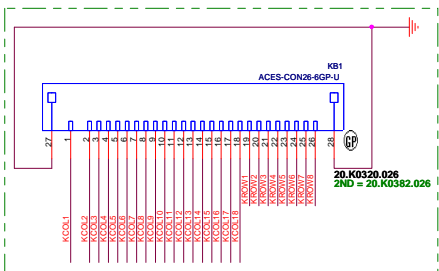 KB1
ACES-CON26-6GP-U
27
1
2
3
4
5
6
7
8
9
10
11
12
13
14
15
16
17
18
19
20
21
22
23
24
25
26
28
GP
20.K0320.026
2ND = 20.K0382.026
KCOL1
KCOL2
KCOL3
KCOL4
KCOL5
KCOL6
KCOL7
KCOL8
KCOL9
KCOL10
KCOL11
KCOL12
KCOL13
KCOL14
KCOL15
KCOL16
KCOL17
KCOL18
KROW1
KROW2
KROW3
KROW4
KROW5
KROW6
KROW7
KROW8